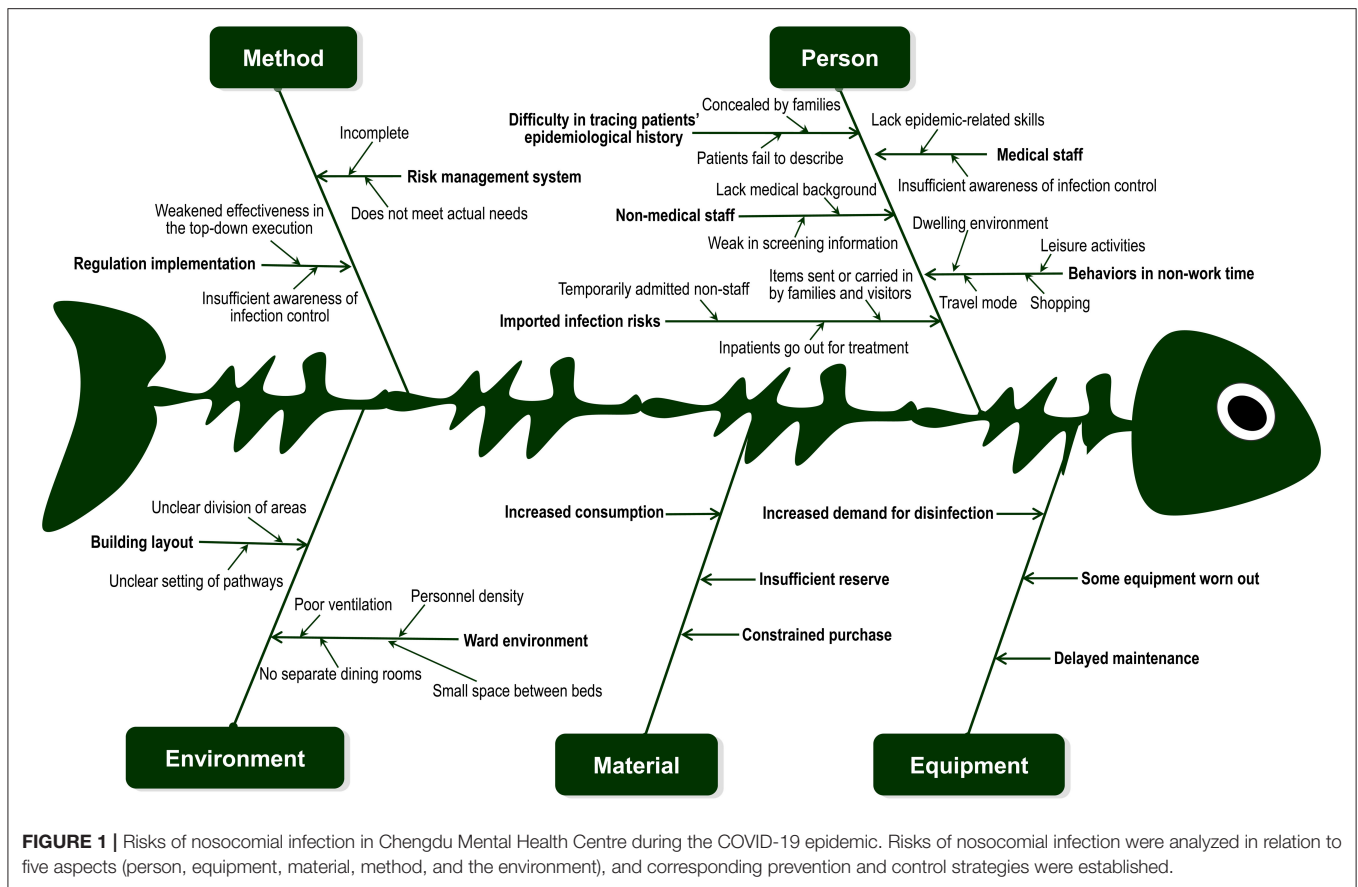 Method
Person
Incomplete
Risk management system
Does not meet actual needs
Weakened effectiveness in
the top-down execution
Regulation implementation
Insufficient awareness of
infection control
Concealed by families
Difficulty in tracing patients’
epidemiological history
Patients fail to describe
Lack epidemic-related skills
Medical staff
Insufficient awareness of infection control
Lack medical background
Non-medical staff
Weak in screening information
Dwelling environment
Leisure activities
Behaviors in non-work time
Travel mode
Shopping
Temporarily admitted non-staff
Items sent or carried in
by families and visitors
Imported infection risks
Inpatients go out for treatment
Unclear division of areas
Building layout
Unclear setting of pathways
Poor ventilation
Personnel density
Ward environment
No separate dining rooms
Small space between beds
Increased consumption
Insufficient reserve
Constrained purchase
Increased demand for disinfection
Some equipment worn out
Delayed maintenance
Environment
Material
Equipment
FIGURE 1 | Risks of nosocomial infection in Chengdu Mental Health Centre during the COVID-19 epidemic. Risks of nosocomial infection were analyzed in relation to
five aspects (person, equipment, material, method, and the environment), and corresponding prevention and control strategies were established.